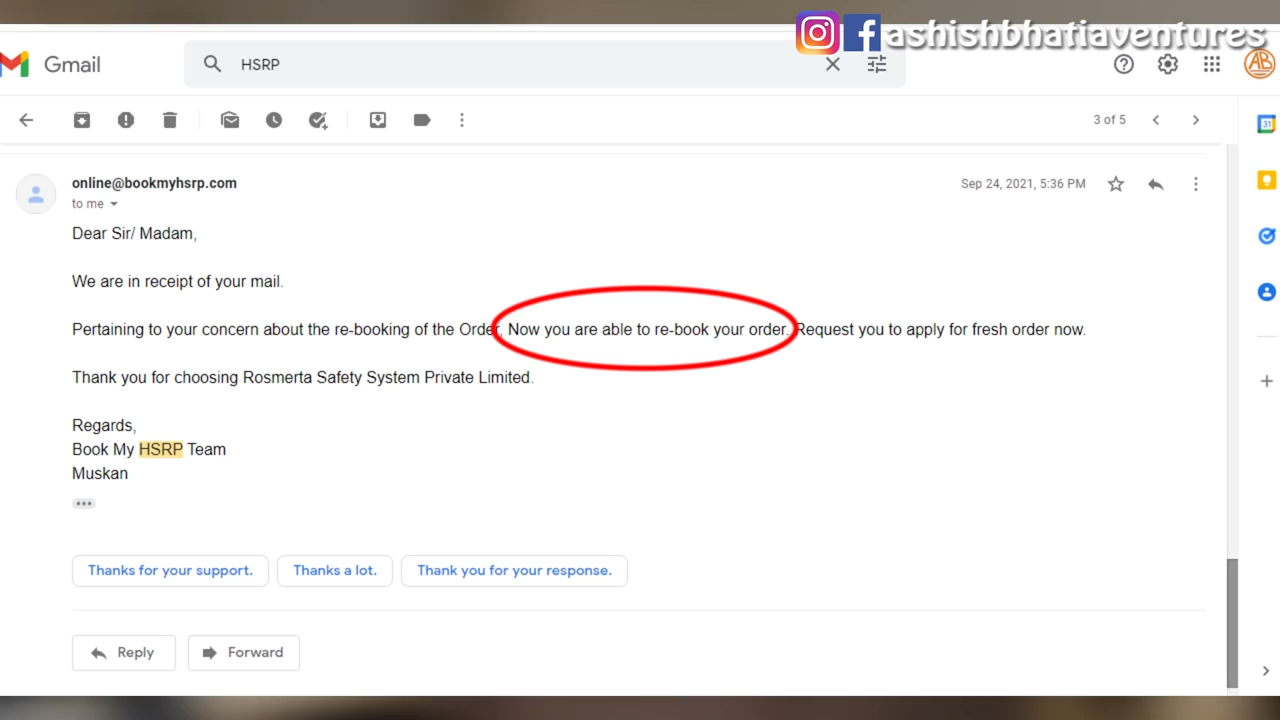 ashishbhatiaventures
Gmail
HSRP
AB
3 of 5
31
online@bookmyhsrp.com
Sep 24, 2021, 5:36 PM
to me
Dear Sir/ Madam,
We are in receipt of your mail.
Pertaining to your concern about the re-booking of the Order, Now you are able to re-book your order. Request you to apply for fresh order now.
Thank you for choosing Rosmerta Safety System Private Limited.
Regards,
Book My HSRP Team
Muskan
Thanks for your support.
Thanks a lot.
Thank you for your response.
Reply
Forward